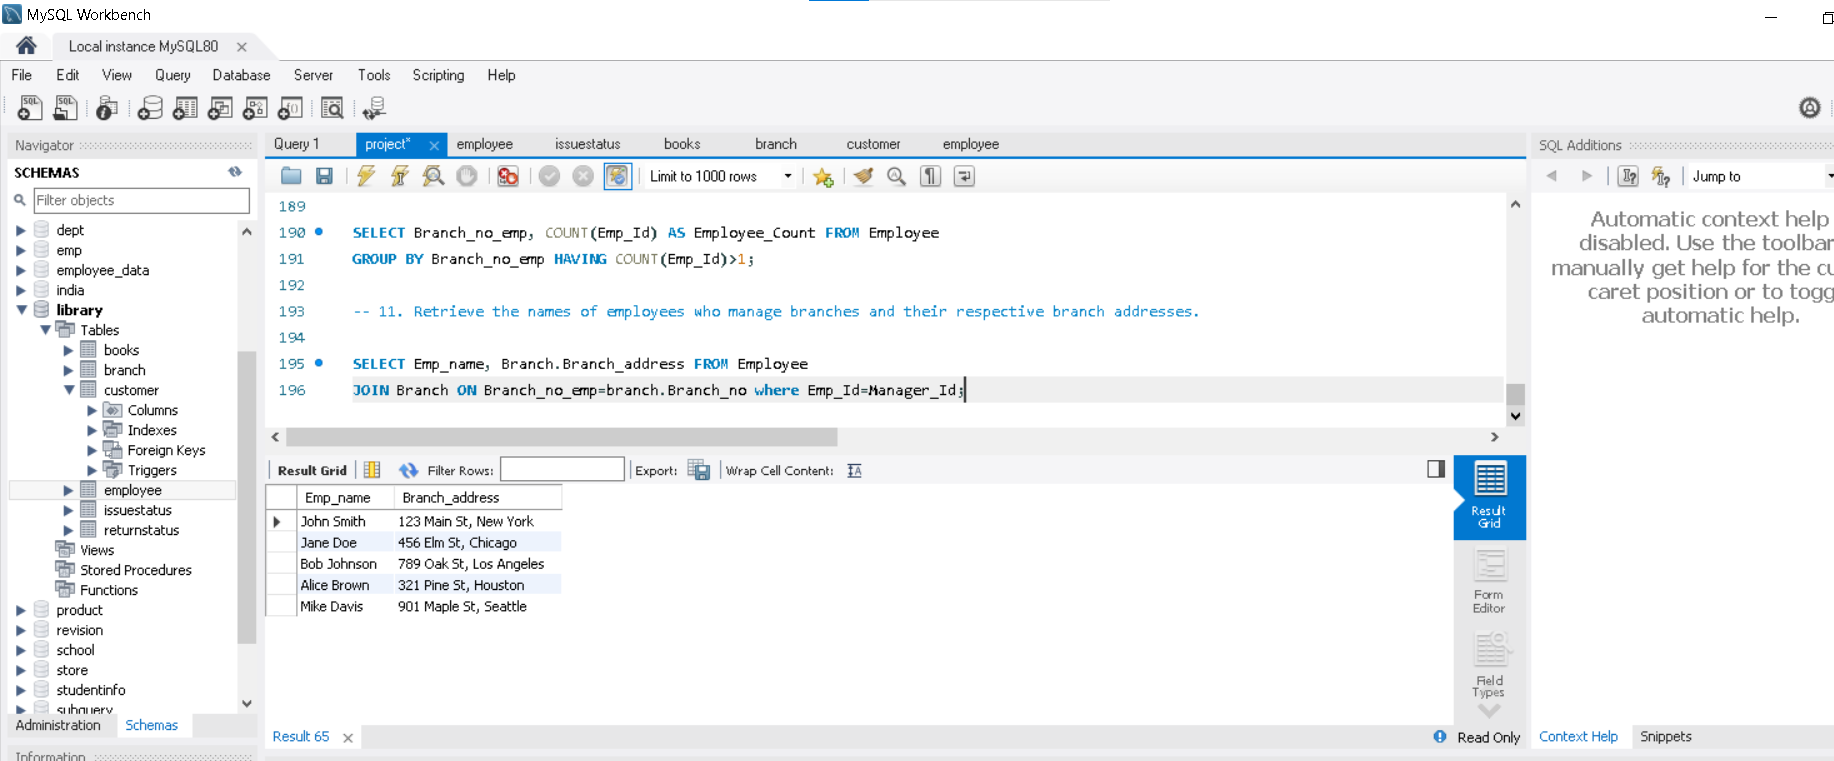 MySQL Workbench
Local instance MySQL80
File Edit View Query Database Server Tools Scripting Help
Navigator
SCHEMAS
Filter objects
dept
emp
employee_data
india
library
Tables
books
branch
customer
Columns
Indexes
Foreign Keys
Triggers
employee
issuestatus
returnstatus
Views
Stored Procedures
Functions
product
revision
school
store
studentinfo
subquery
Administration Schemas
Information
Query 1 project* employee issuestatus books branch customer employee
Limit to 1000 rows
189
190 SELECT Branch_no_emp, COUNT(Emp_Id) AS Employee_Count FROM Employee
191 GROUP BY Branch_no_emp HAVING COUNT(Emp_Id)>1;
192
193 -- 11. Retrieve the names of employees who manage branches and their respective branch addresses.
194
195 SELECT Emp_name, Branch.Branch_address FROM Employee
196 JOIN Branch ON Branch_no_emp=branch.Branch_no where Emp_Id=Manager_Id;
Result Grid Filter Rows: Export: Wrap Cell Content:
Emp_name Branch_address
John Smith 123 Main St, New York
Jane Doe 456 Elm St, Chicago
Bob Johnson 789 Oak St, Los Angeles
Alice Brown 321 Pine St, Houston
Mike Davis 901 Maple St, Seattle
Result
Grid
Form
Editor
Field
Types
Result 65
Read Only
SQL Additions
Jump to
Automatic context help
disabled. Use the toolbar
manually get help for the
caret position or to
automatic help.
Context Help Snippets